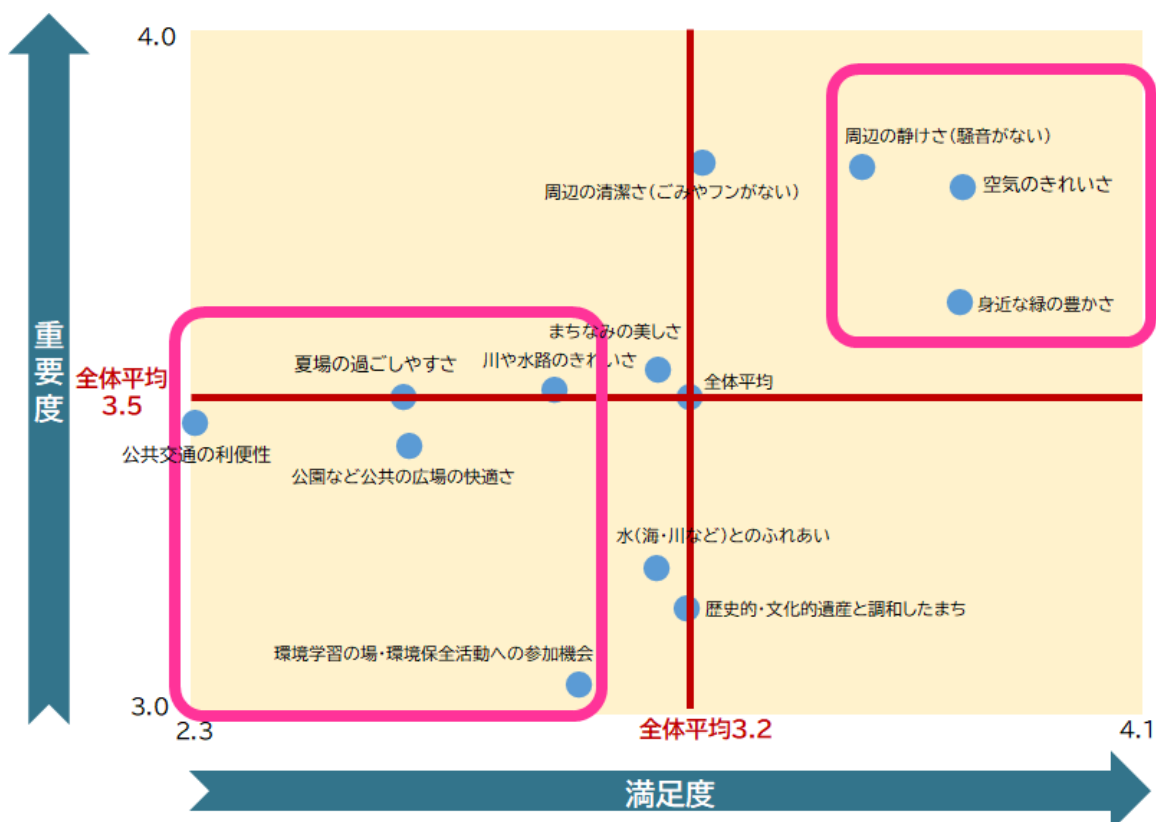 4.0
周辺の静けさ(騒音がない)
空気のきれいさ
周辺の清潔さ(ごみやフンがない)
身近な緑の豊かさ
重要度
まちなみの美しさ
夏場の過ごしやすさ
川や水路のきれいさ
全体平均
3.5
全体平均
公共交通の利便性
公園など公共の広場の快適さ
水(海・川など)とのふれあい
歴史的・文化的遺産と調和したまち
環境学習の場・環境保全活動への参加機会
3.0
2.3
全体平均3.2
4.1
満足度